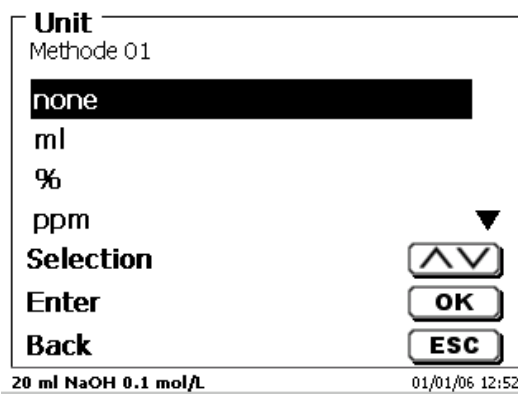 Unit
Methode 01
none
ml
%
ppm
Selection
Enter OK
Back ESC
20 ml NaOH 0.1 mol/L 01/01/06 12:52